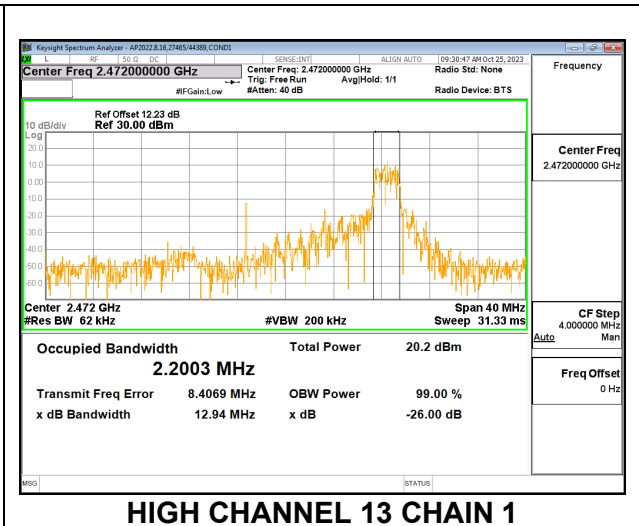 Keysight Spectrum Analyzer - AP2022.8.16,27465/44389,COND1
LXI L RF 50 Ω DC SENSE:INT ALIGN AUTO 09:30:47 AM Oct 25, 2023
Center Freq 2.472000000 GHz
Center Freq: 2.472000000 GHz
Radio Std: None
Trig: Free Run Avg|Hold: 1/1
#IFGain:Low #Atten: 40 dB Radio Device: BTS
Frequency
Ref Offset 12.23 dB
10 dB/div Ref 30.00 dBm
Log
20.0
10.0
0.00
-10.0
-20.0
-30.0
-40.0
-50.0
-60.0
Center Freq
2.472000000 GHz
Center 2.472 GHz Span 40 MHz
#Res BW 62 kHz #VBW 200 kHz Sweep 31.33 ms
CF Step
4.000000 MHz
Auto Man
Occupied Bandwidth Total Power 20.2 dBm
2.2003 MHz
Freq Offset
0 Hz
Transmit Freq Error 8.4069 MHz OBW Power 99.00 %
x dB Bandwidth 12.94 MHz x dB -26.00 dB
MSG STATUS
HIGH CHANNEL 13 CHAIN 1